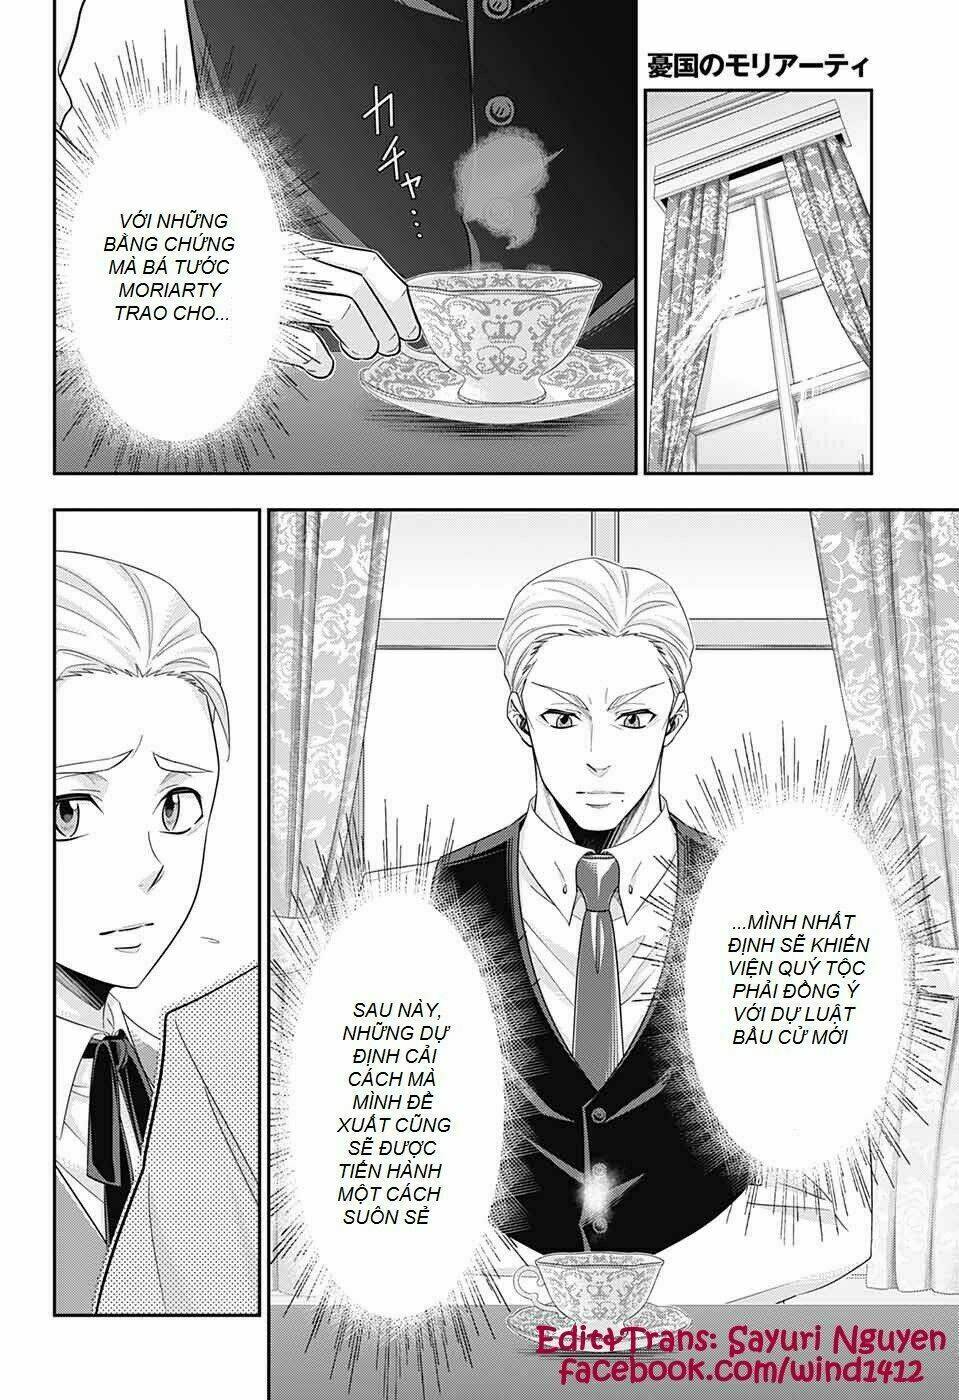 憂国のモリアーティ
カチャ…
VỚI NHỮNG
BẰNG CHỨNG
MÀ BÁ TƯỚC
MORIARTY
TRAO CHO...
...MÌNH NHẤT
ĐỊNH SẼ KHIẾN
VIỆN QUÝ TỘC
PHẢI ĐỒNG Ý
VỚI DỰ LUẬT
BẦU CỬ MỚI
SAU NÀY,
NHỮNG DỰ
ĐỊNH CẢI
CÁCH MÀ
MÌNH ĐỀ
XUẤT CŨNG
SẼ ĐƯỢC
TIẾN HÀNH
MỘT CÁCH
SUÔN SẺ
Edit&Trans: Sayuri Nguyen
facebook.com/wind1412